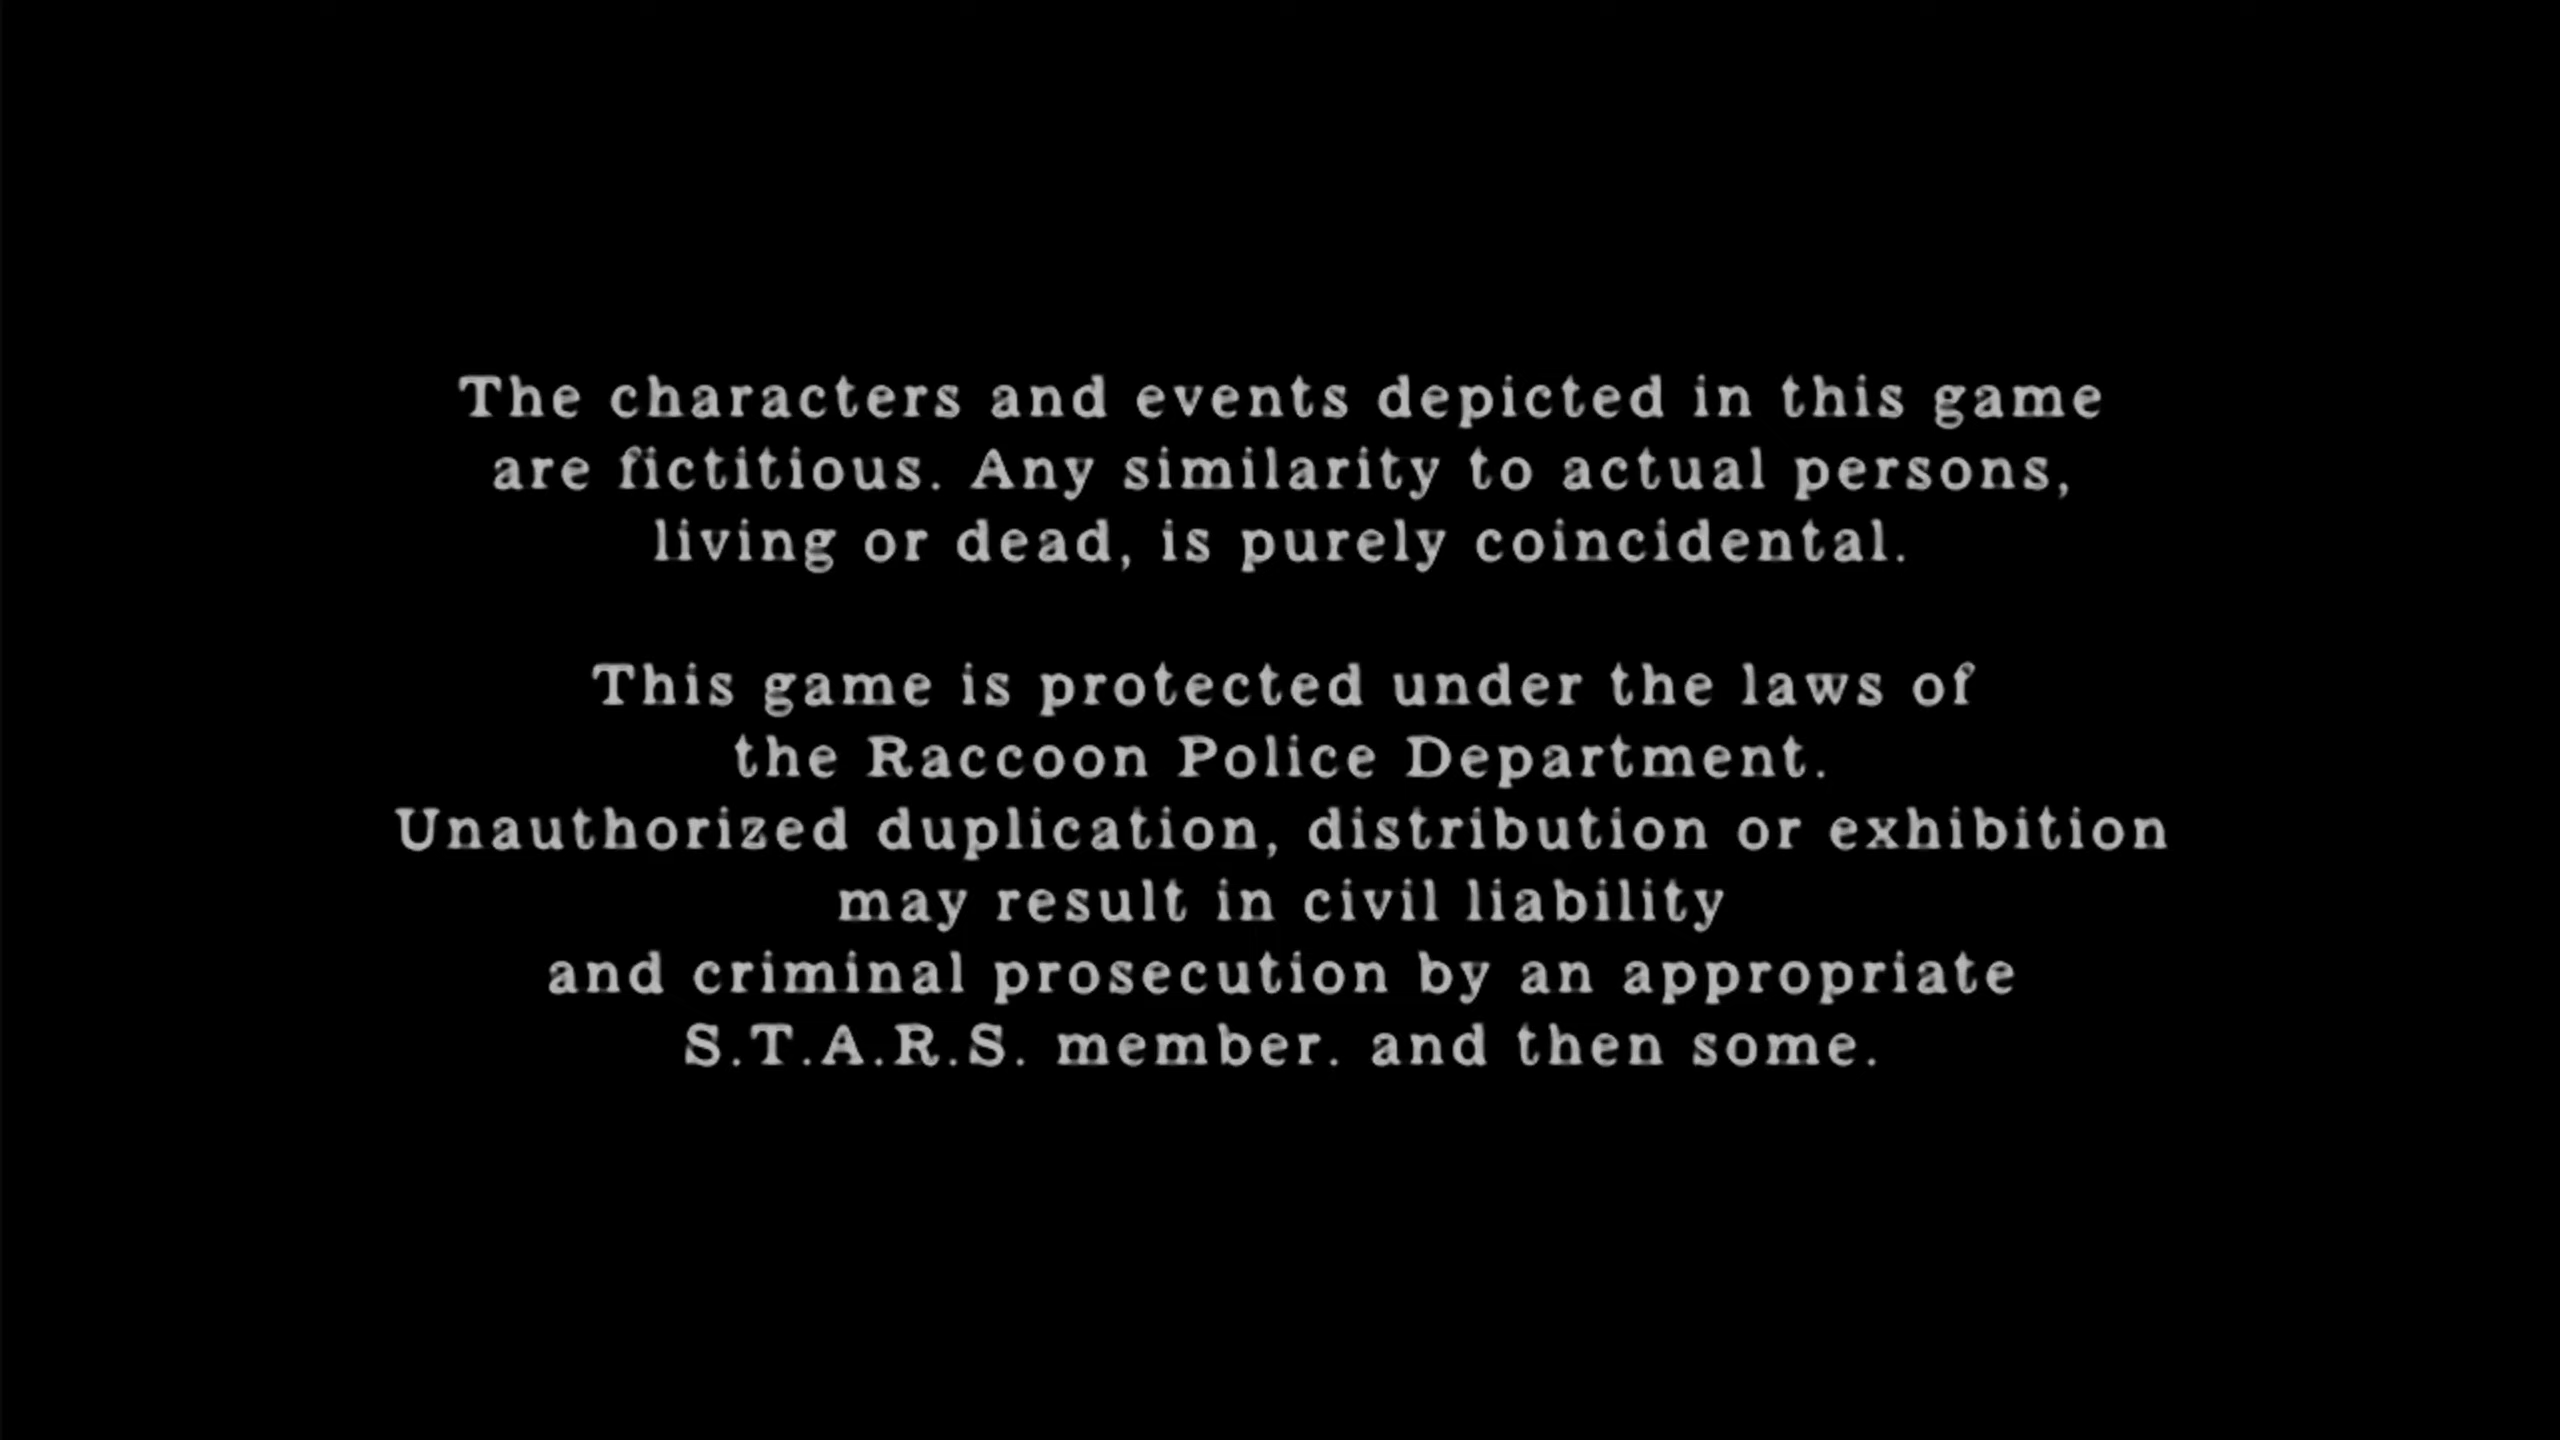 The characters and events depicted in this game
are fictitious. Any similarity to actual persons,
living or dead, is purely coincidental.
This game is protected under the laws of
the Raccoon Police Department.
Unauthorized duplication, distribution or exhibition
may result in civil liability
and criminal prosecution by an appropriate
S.T.A.R.S. member. and then some.